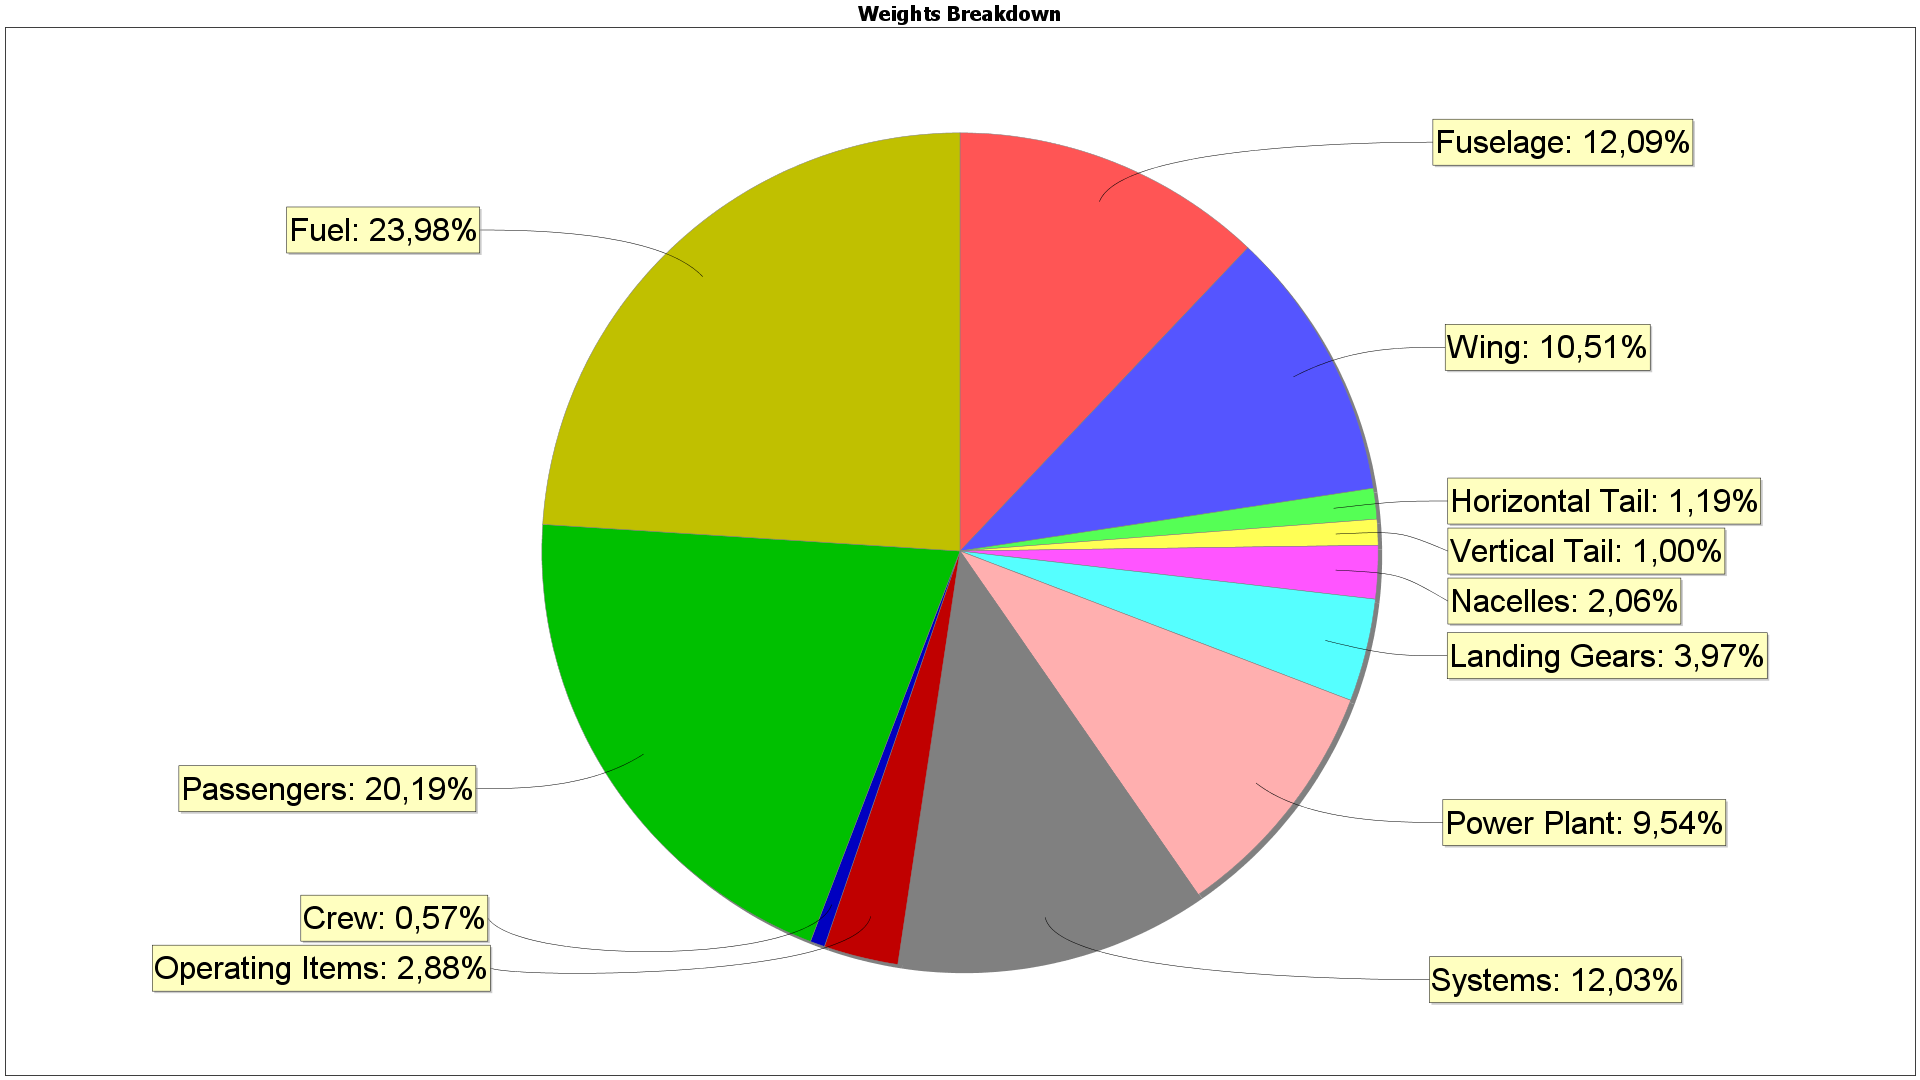 Weights Breakdown
Fuselage: 12,09%
Fuel: 23,98%
Wing: 10,51%
Horizontal Tail: 1,19%
Vertical Tail: 1,00%
Nacelles: 2,06%
Landing Gears: 3,97%
Passengers: 20,19%
Power Plant: 9,54%
Crew: 0,57%
Operating Items: 2,88%
Systems: 12,03%